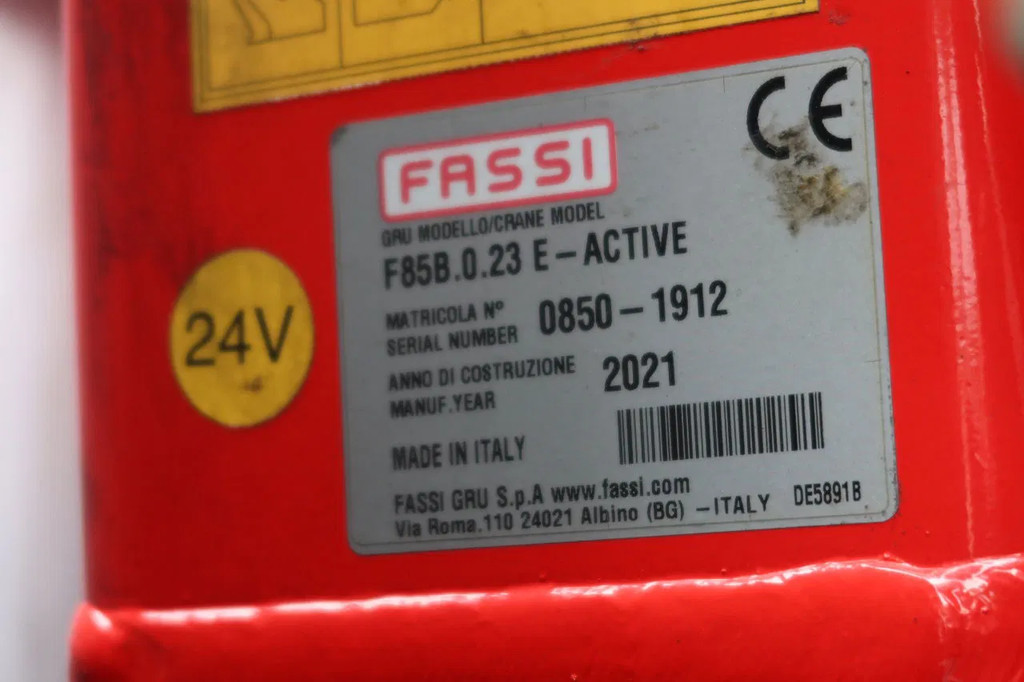 CE
FASSI
GRU MODELLO/CRANE MODEL
F85B.0.23 E-ACTIVE
MATRICOLA Nº
SERIAL NUMBER
0850-1912
ANNO DI COSTRUZIONE
MANUF.YEAR
2021
MADE IN ITALY
FASSI GRU S.p.A www.fassi.com
Via Roma.110 24021 Albino (BG) -ITALY
DE5891B
24V